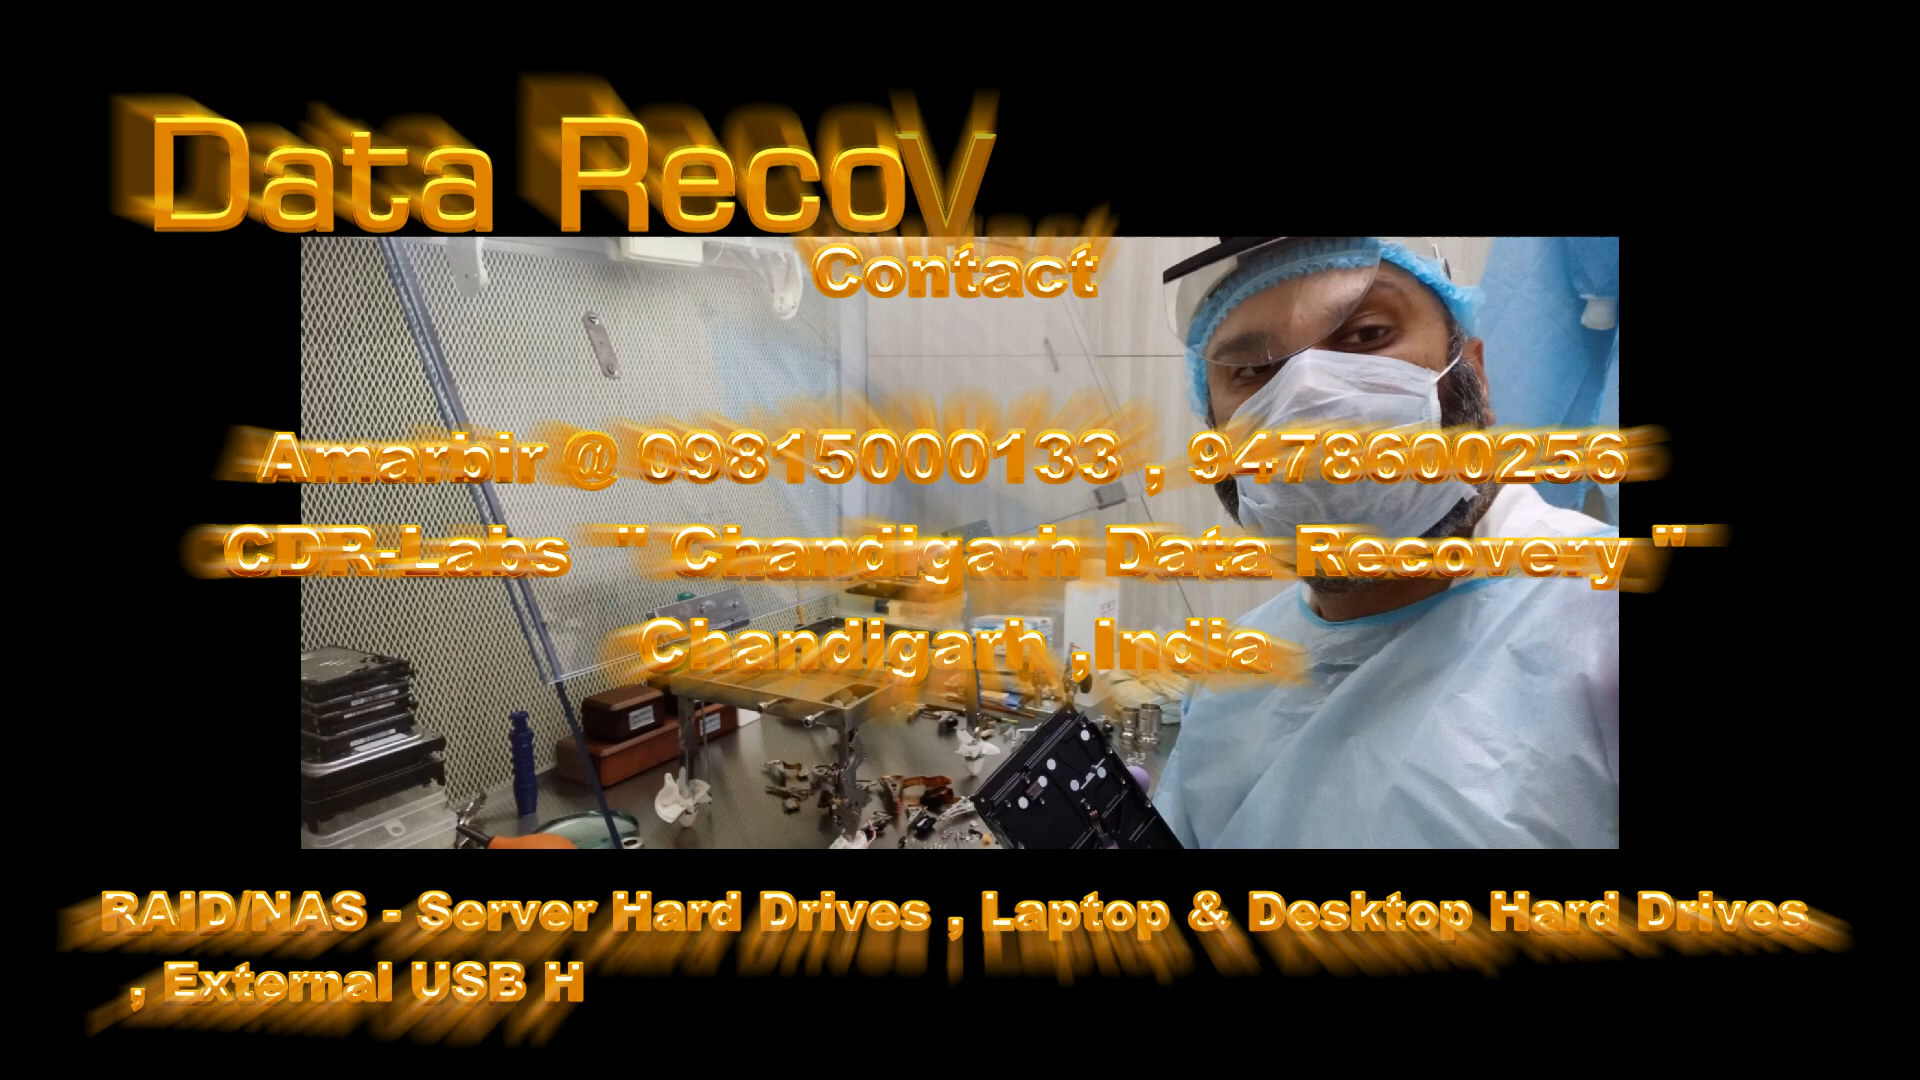 Data Recov
Contact
Amarbir @ 09815000133 , 9478600256
CDR-Labs " Chandigarh Data Recovery "
Chandigarh ,India
RAID/NAS - Server Hard Drives , Laptop & Desktop Hard Drives
, External USB H